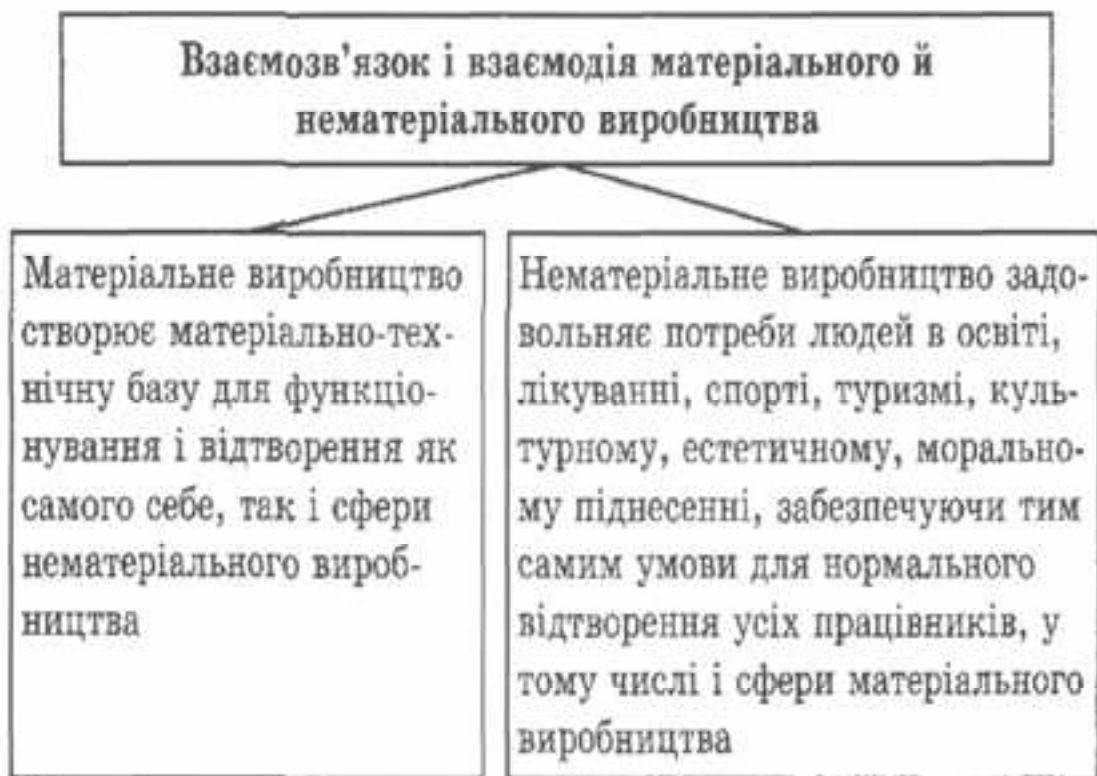 Взаємозв'язок і взаємодія матеріального й
нематеріального виробництва
Матеріальне виробництво
створює матеріально-тех-
нічну базу для функціо-
нування і відтворення як
самого себе, так і сфери
нематеріального вироб-
ництва
Нематеріальне виробництво задо-
вольняє потреби людей в освіті,
лікуванні, спорті, туризмі, куль-
турному, естетичному, морально-
му піднесенні, забезпечуючи тим
самим умови для нормального
відтворення усіх працівників, у
тому числі і сфери матеріального
виробництва